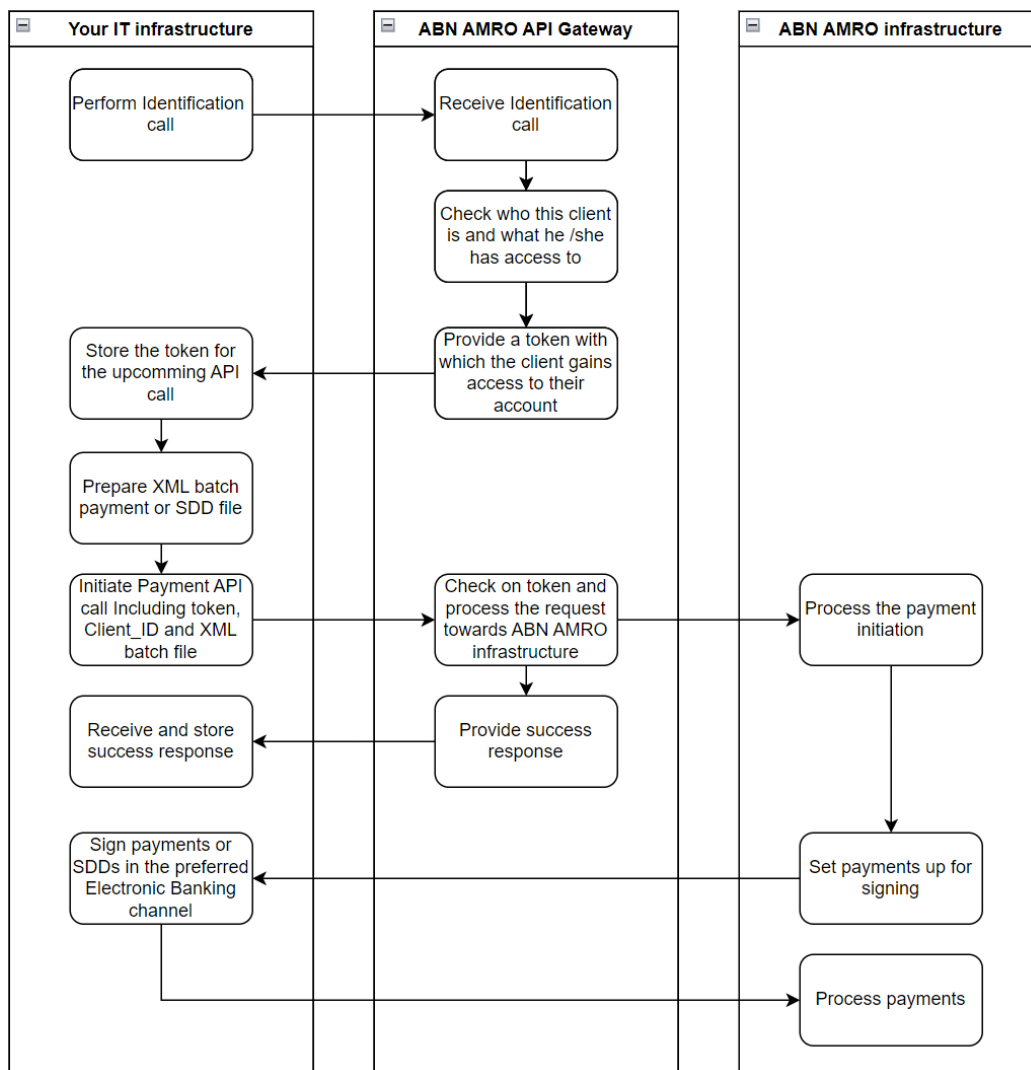 Your IT infrastructure
ABN AMRO API Gateway
ABN AMRO infrastructure
Perform Identification
call
Receive Identification
call
Check who this client
is and what he /she
has access to
Store the token for
the upcomming API
call
Provide a token with
which the client gains
access to their
account
Prepare XML batch
payment or SDD file
Initiate Payment API
call Including token,
Client_ID and XML
batch file
Check on token and
process the request
towards ABN AMRO
infrastructure
Process the payment
initiation
Receive and store
success response
Provide success
response
Sign payments or
SDDs in the preferred
Electronic Banking
channel
Set payments up for
signing
Process payments